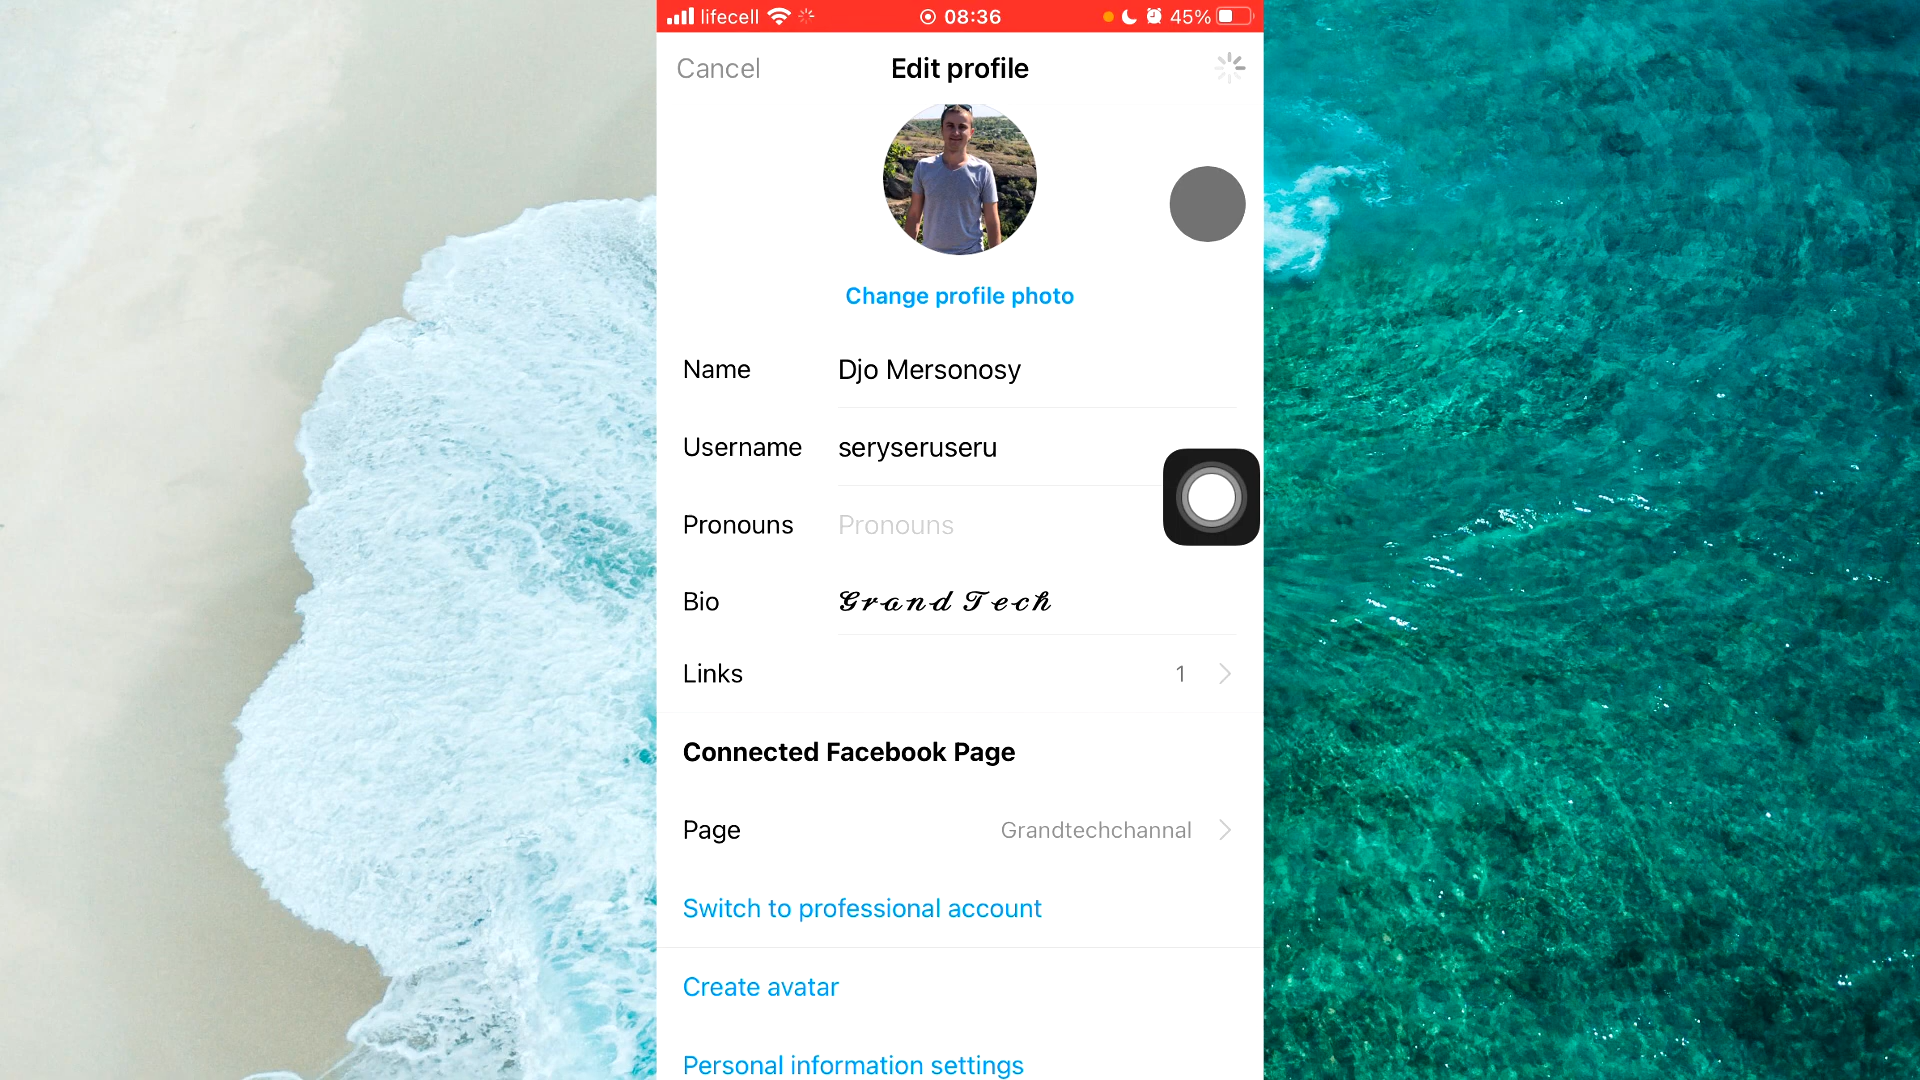 lifecell 08:36 45%
Cancel Edit profile
Change profile photo
Name Djo Mersonosy
Username seryseruseru
Pronouns Pronouns
Bio 𝓖𝓻𝓪𝓷𝓭 𝓣𝓮𝓬𝓱
Links 1
Connected Facebook Page
Page Grandtechchannal
Switch to professional account
Create avatar
Personal information settings